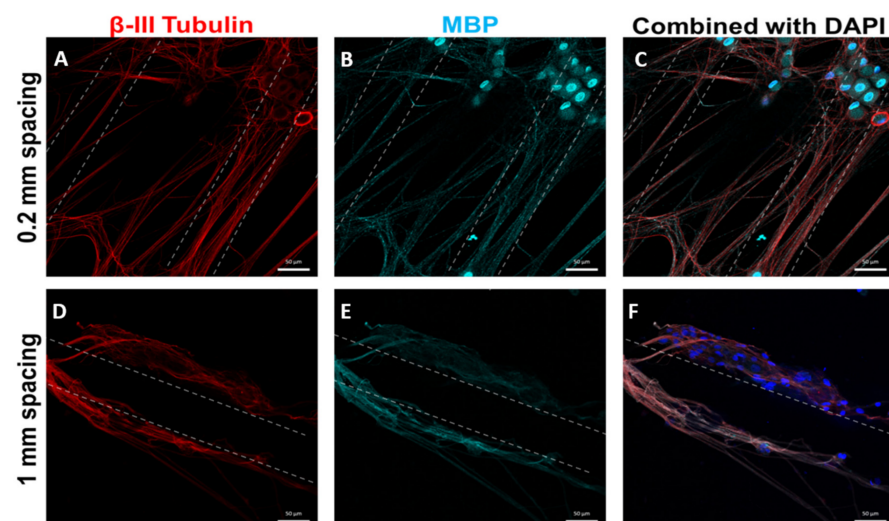 β-III Tubulin
MBP
Combined with DAPI
0.2 mm spacing
A
B
C
50 μm
50 μm
50 μm
1 mm spacing
D
E
F
50 μm
50 μm
50 μm